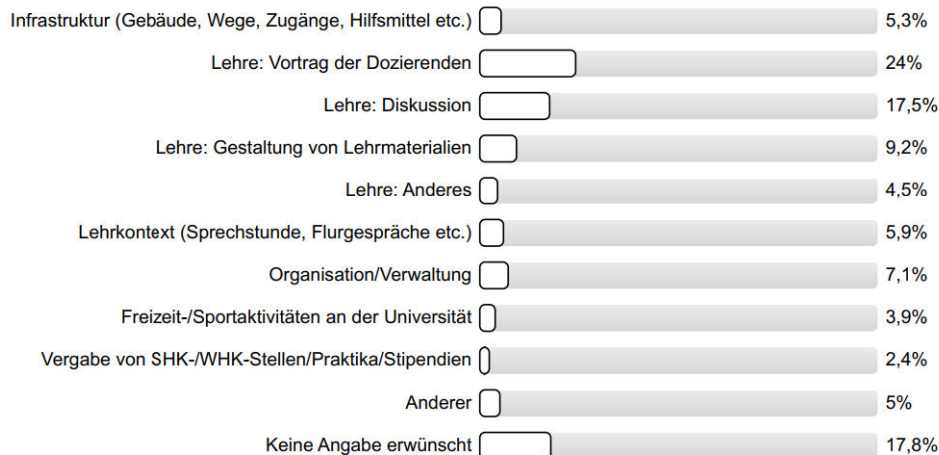 Infrastruktur (Gebäude, Wege, Zugänge, Hilfsmittel etc.) 5,3%
Lehre: Vortrag der Dozierenden 24%
Lehre: Diskussion 17,5%
Lehre: Gestaltung von Lehrmaterialien 9,2%
Lehre: Anderes 4,5%
Lehrkontext (Sprechstunde, Flurgespräche etc.) 5,9%
Organisation/Verwaltung 7,1%
Freizeit-/Sportaktivitäten an der Universität 3,9%
Vergabe von SHK-/WHK-Stellen/Praktika/Stipendien 2,4%
Anderer 5%
Keine Angabe erwünscht 17,8%